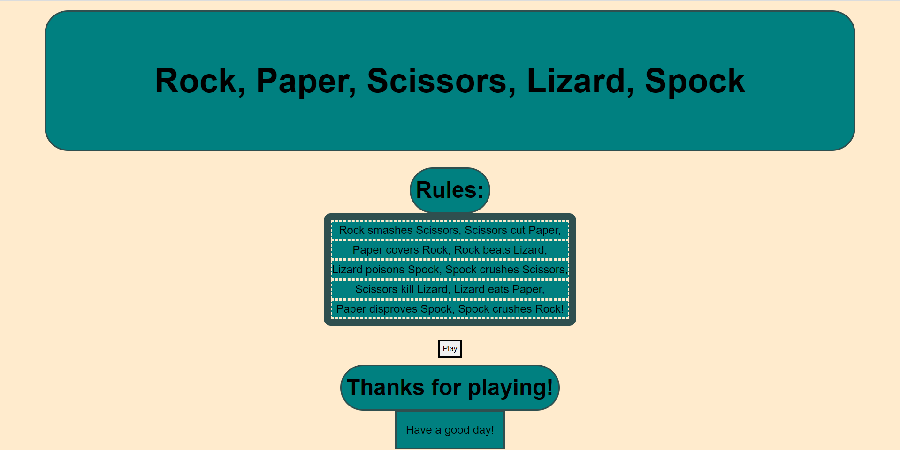 Rock, Paper, Scissors, Lizard, Spock
Rules:
Rock smashes Scissors, Scissors cut Paper,
Paper covers Rock, Rock beats Lizard,
Lizard poisons Spock, Spock crushes Scissors,
Scissors kill Lizard, Lizard eats Paper,
Paper disproves Spock, Spock crushes Rock!
Play
Thanks for playing!
Have a good day!